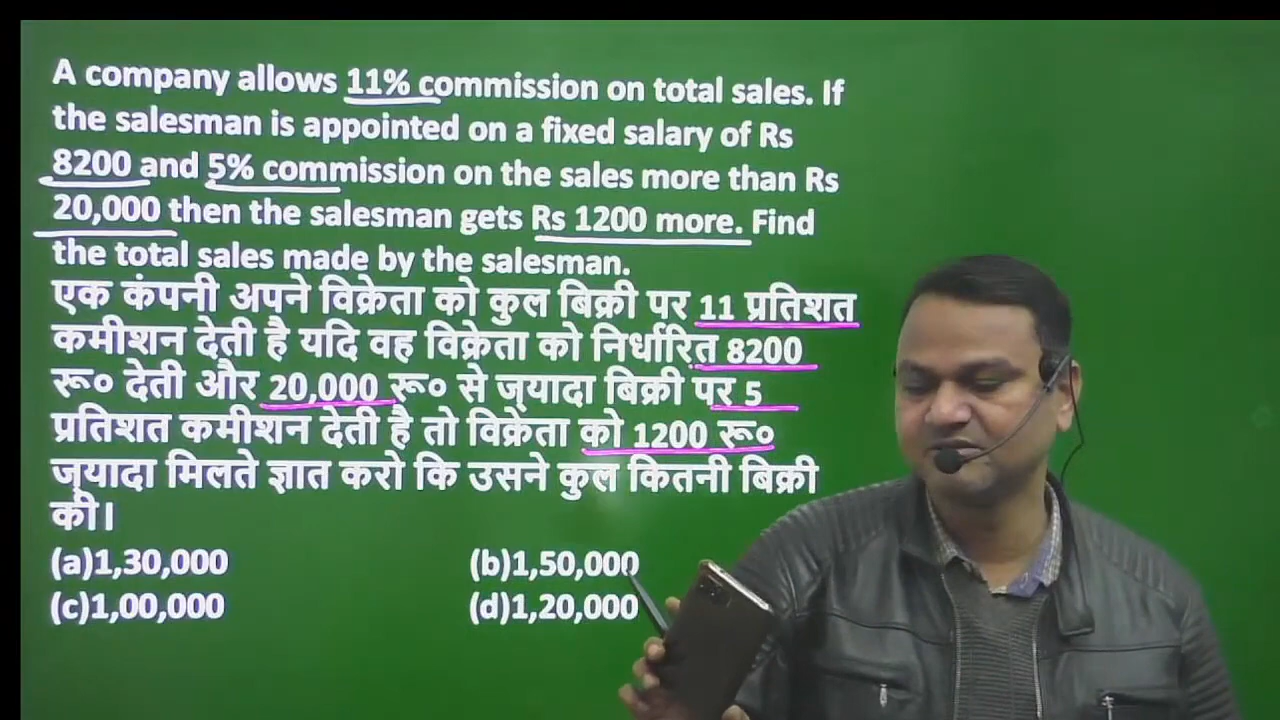 A company allows 11% commission on total sales. If
the salesman is appointed on a fixed salary of Rs
8200 and 5% commission on the sales more than Rs
20,000 then the salesman gets Rs 1200 more. Find
the total sales made by the salesman.
एक कंपनी अपने विक्रेता को कुल बिक्री पर 11 प्रतिशत
कमीशन देती है यदि वह विक्रेता को निर्धारित 8200
रू० देती और 20,000 रू० से ज़्यादा बिक्री पर 5
प्रतिशत कमीशन देती है तो विक्रेता को 1200 रू०
ज़्यादा मिलते ज्ञात करो कि उसने कुल कितनी बिक्री
की।
(a)1,30,000 (b)1,50,000
(c)1,00,000 (d)1,20,000